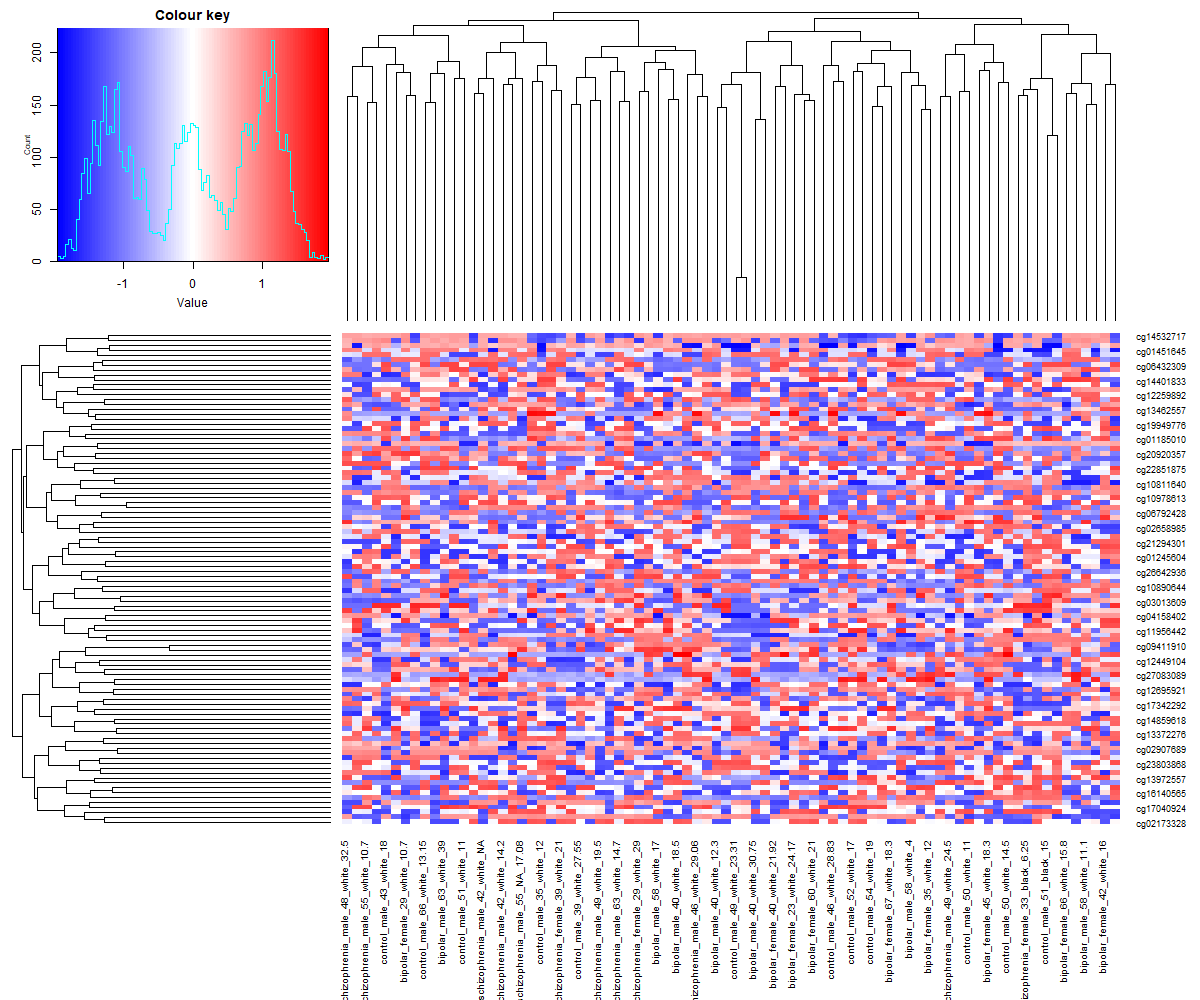 Colour key
200
150
100
50
0
Count
-1 0 1
Value
cg14532717
cg01451645
cg06432309
cg14401833
cg12259892
cg13462557
cg19949776
cg01185010
cg20920357
cg22851875
cg10811640
cg10978613
cg06792428
cg02658985
cg21294301
cg01245604
cg26642936
cg10890644
cg03013609
cg04158402
cg11956442
cg09411910
cg12449104
cg27083089
cg12695921
cg17342292
cg14859618
cg13372276
cg02907689
cg23803868
cg13972557
cg16140565
cg17040924
cg02173328
chizophrenia_male_48_white_32.5
chizophrenia_male_55_white_10.7
control_male_43_white_18
bipolar_female_29_white_10.7
control_male_66_white_13.15
bipolar_male_63_white_39
control_male_51_white_11
schizophrenia_male_42_white_NA
chizophrenia_male_42_white_14.2
schizophrenia_male_55_NA_17.08
control_male_35_white_12
chizophrenia_female_39_white_21
control_male_39_white_27.55
chizophrenia_male_49_white_19.5
chizophrenia_male_63_white_14.7
chizophrenia_female_29_white_29
bipolar_male_58_white_17
bipolar_male_40_white_18.5
hizophrenia_male_46_white_29.06
bipolar_male_40_white_12.3
control_male_49_white_23.31
bipolar_male_40_white_30.75
bipolar_female_40_white_21.92
bipolar_female_23_white_24.17
bipolar_female_60_white_21
control_male_46_white_28.83
control_male_52_white_17
control_male_54_white_19
bipolar_female_67_white_18.3
bipolar_male_58_white_4
bipolar_female_35_white_12
chizophrenia_male_49_white_24.5
control_male_50_white_11
bipolar_female_45_white_18.3
control_male_50_white_14.5
izophrenia_female_33_black_6.25
control_male_51_black_15
bipolar_female_66_white_15.8
bipolar_male_58_white_11.1
bipolar_female_42_white_16